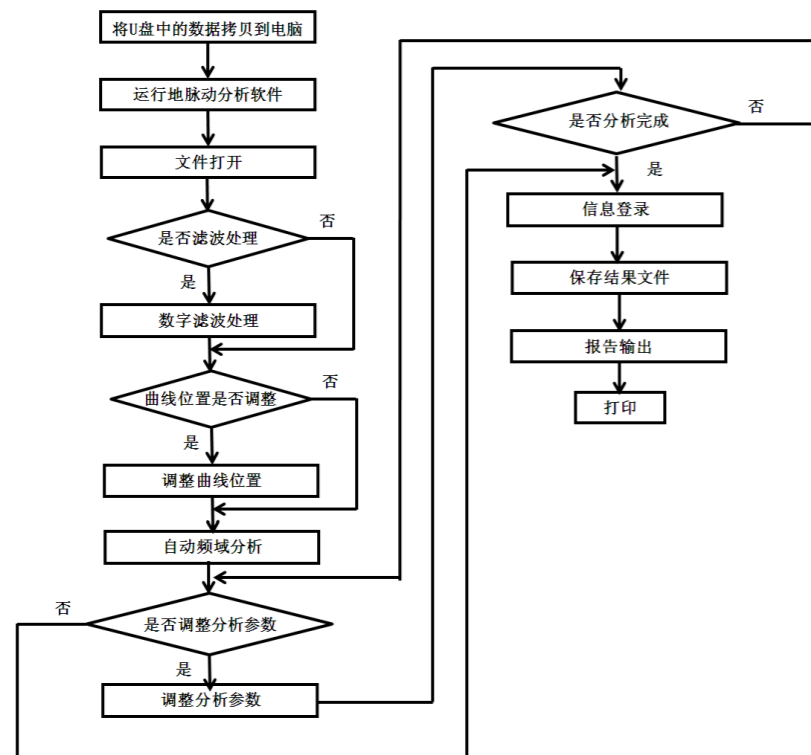 将U盘中的数据拷贝到电脑
运行地脉动分析软件
文件打开
是否滤波处理
否
是
数字滤波处理
曲线位置是否调整
否
是
调整曲线位置
自动频域分析
是否调整分析参数
否
是
调整分析参数
是否分析完成
否
是
信息登录
保存结果文件
报告输出
打印